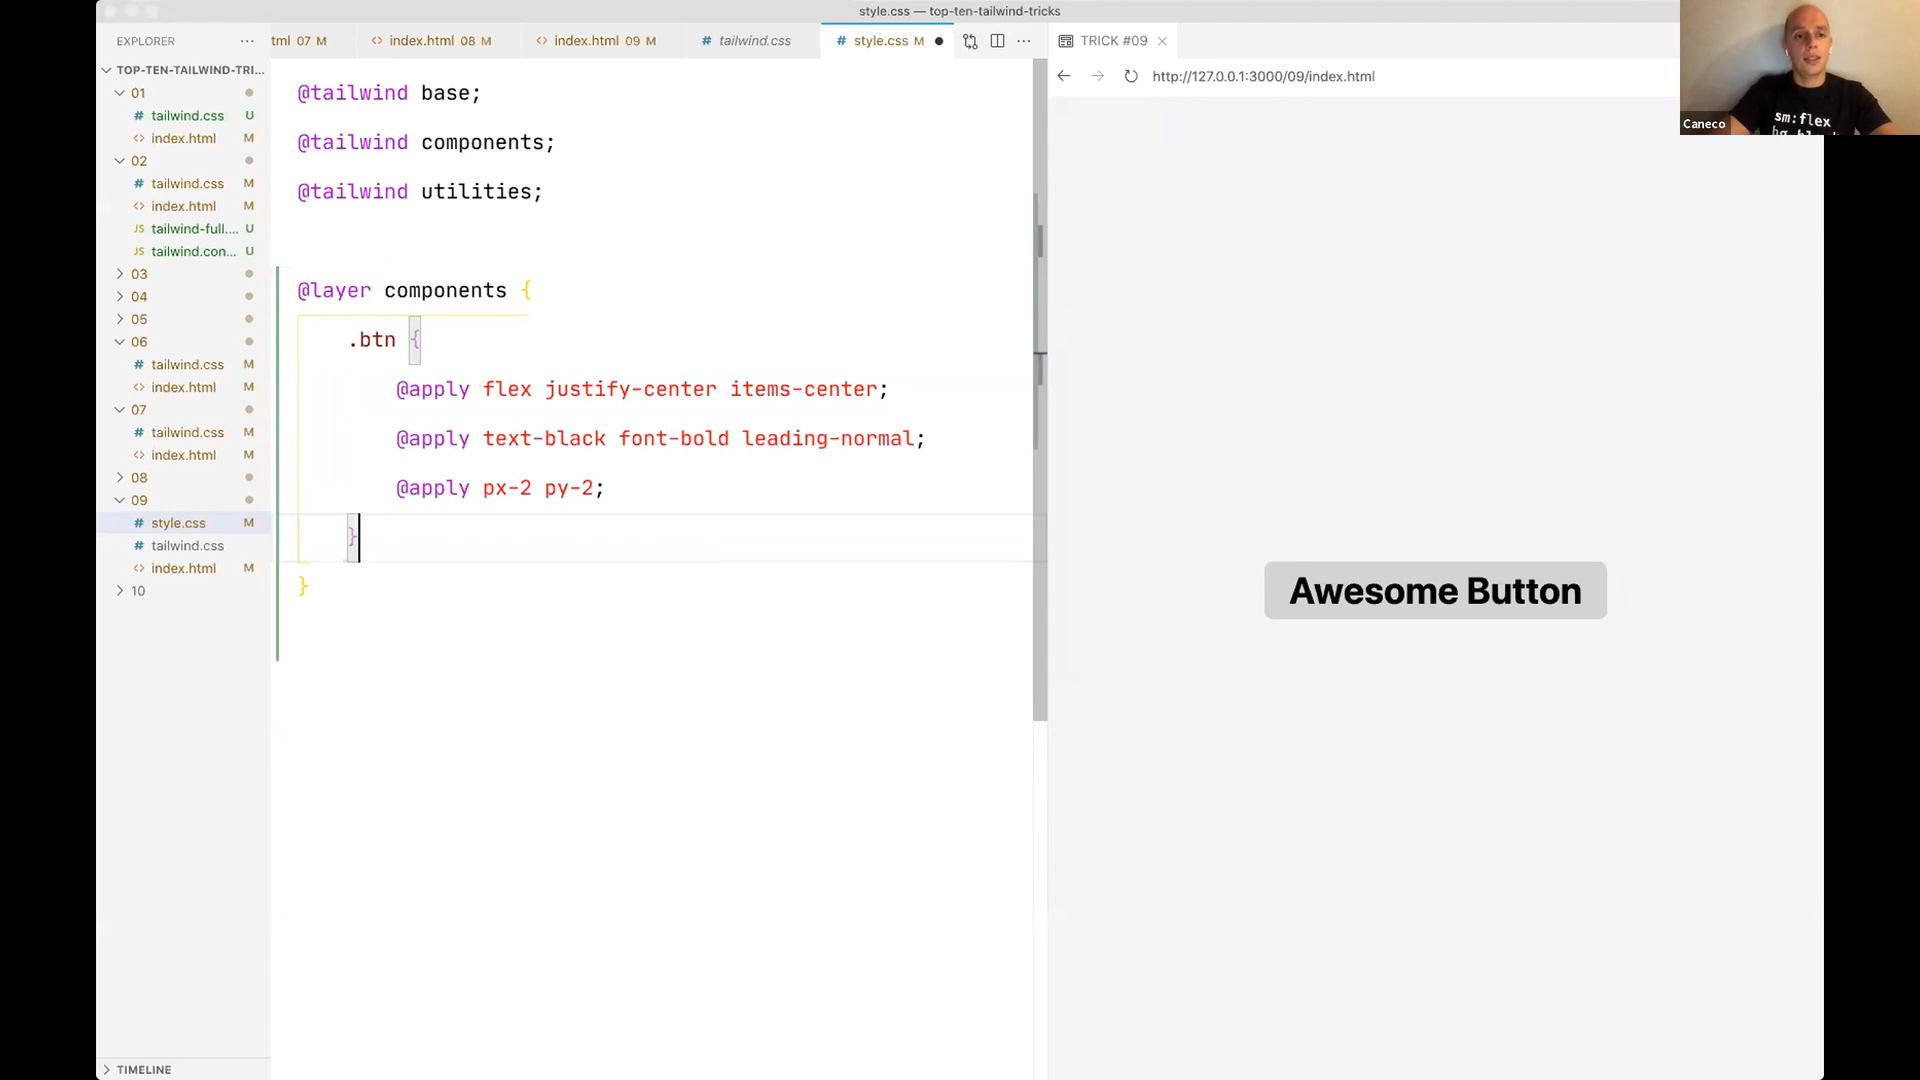 style.css — top-ten-tailwind-tricks
EXPLORER
TOP-TEN-TAILWIND-TRI...
01
# tailwind.css U
<> index.html M
02
# tailwind.css M
<> index.html M
JS tailwind-full.... U
JS tailwind.con... U
03
04
05
06
# tailwind.css M
<> index.html M
07
# tailwind.css M
<> index.html M
08
09
# style.css M
# tailwind.css
<> index.html M
10
TIMELINE
tml 07 M
<> index.html 08 M
<> index.html 09 M
# tailwind.css
# style.css M
@tailwind base;
@tailwind components;
@tailwind utilities;
@layer components {
.btn {
@apply flex justify-center items-center;
@apply text-black font-bold leading-normal;
@apply px-2 py-2;
}
}
TRICK #09
http://127.0.0.1:3000/09/index.html
Awesome Button
sm:flex
Caneco